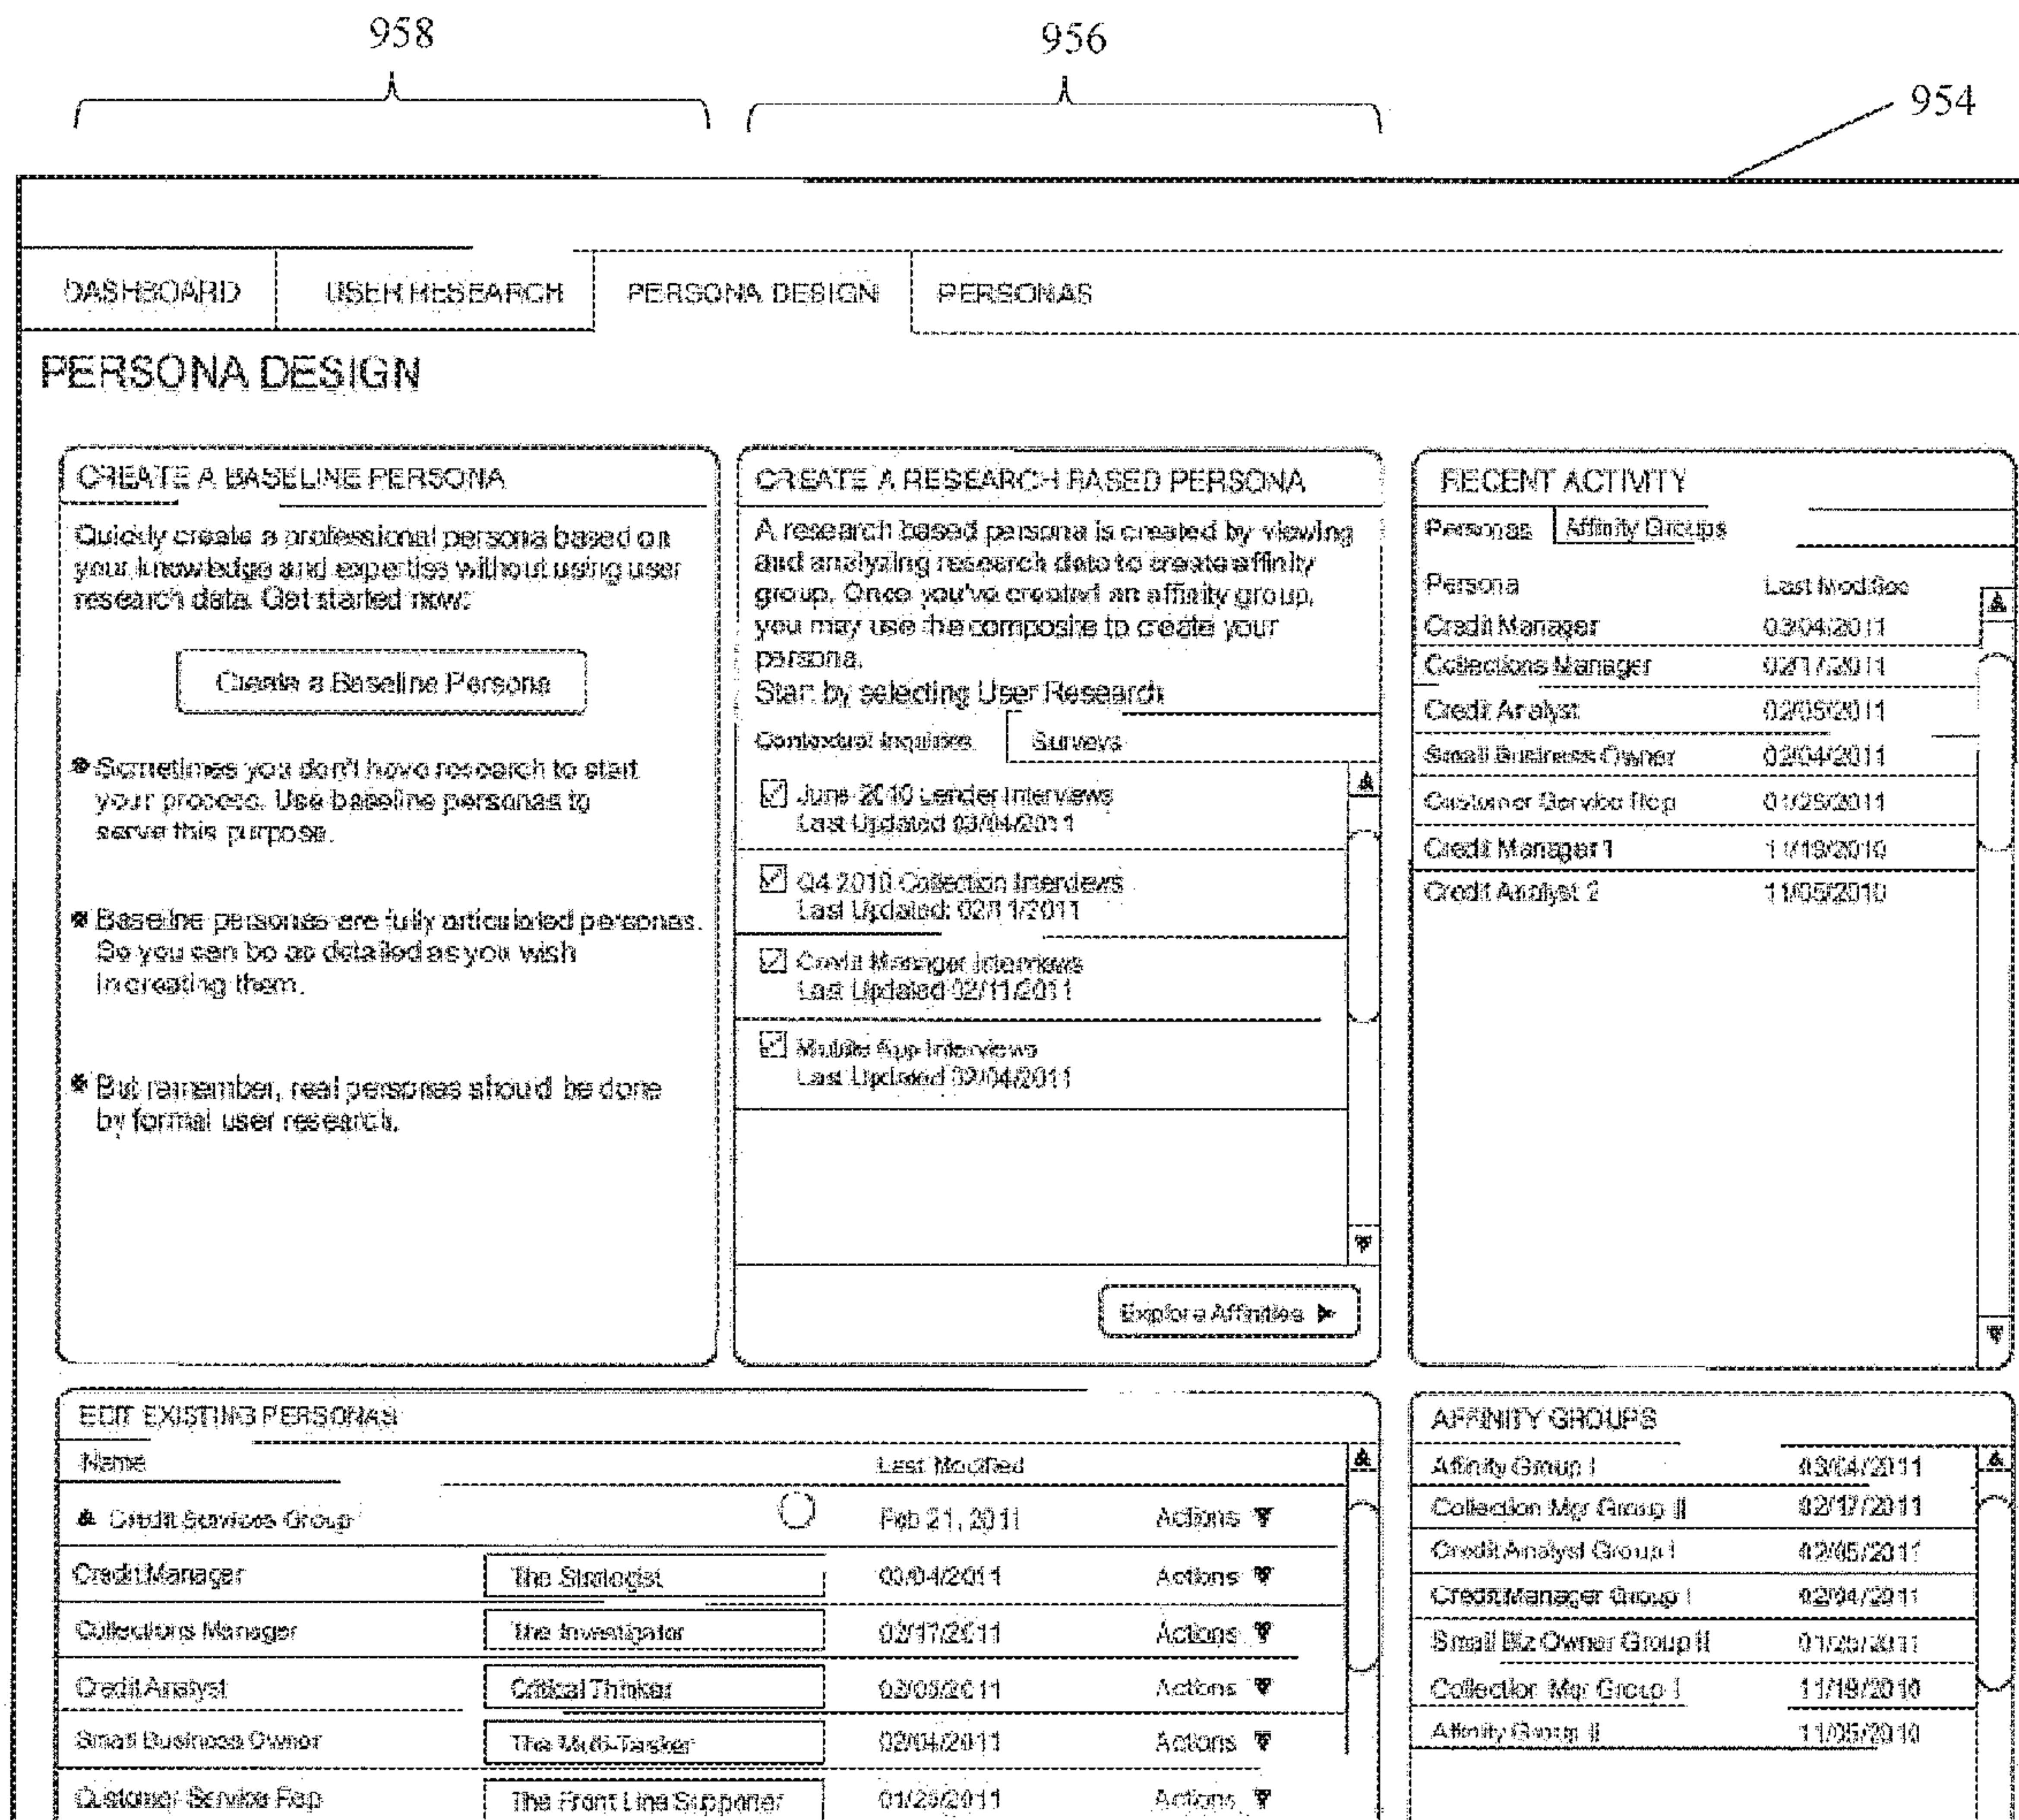 958
956
954
DASHBOARD
USER RESEARCH
PERSONA DESIGN
PERSONAS
PERSONA DESIGN
CREATE A BASELINE PERSONA
Quickly create a professional persona based on
your knowledge and expertise without using user
research data. Get started now:
Create a Baseline Persona
Sometimes you don't have research to start
your process. Use baseline personas to
serve this purpose.
Baseline personas are fully articulated personas.
So you can be as detailed as you wish
in creating them.
But remember, real personas should be done
by formal user research.
CREATE A RESEARCH BASED PERSONA
A research based persona is created by viewing
and analyzing research data to create affinity
group. Once you've created an affinity group,
you may use the composite to create your
persona.
Start by selecting User Research
Contextual Inquiries
Surveys
June 2010 Lender Interviews
Last Updated 03/04/2011
Q4 2010 Collection Interviews
Last Updated: 02/11/2011
Credit Manager Interviews
Last Updated 02/11/2011
Mobile App Interviews
Last Updated 02/04/2011
Explore Affinities
RECENT ACTIVITY
Personas
Affinity Groups
Persona Last Modified
Credit Manager 03/04/2011
Collections Manager 02/17/2011
Credit Analyst 02/05/2011
Small Business Owner 02/04/2011
Customer Service Rep 01/25/2011
Credit Manager 1 11/19/2010
Credit Analyst 2 11/05/2010
EDIT EXISTING PERSONAS
Name Last Modified
Credit Services Group Feb 21, 2011 Actions
Credit Manager The Strategist 03/04/2011 Actions
Collections Manager The Investigator 02/17/2011 Actions
Credit Analyst Critical Thinker 02/05/2011 Actions
Small Business Owner The Multi-Tasker 02/04/2011 Actions
Customer Service Rep The Front Line Supporter 01/25/2011 Actions
AFFINITY GROUPS
Affinity Group I 03/04/2011
Collection Mgr Group II 02/17/2011
Credit Analyst Group I 02/05/2011
Credit Manager Group I 02/04/2011
Small Biz Owner Group II 01/25/2011
Collection Mgr Group I 11/19/2010
Affinity Group II 11/05/2010